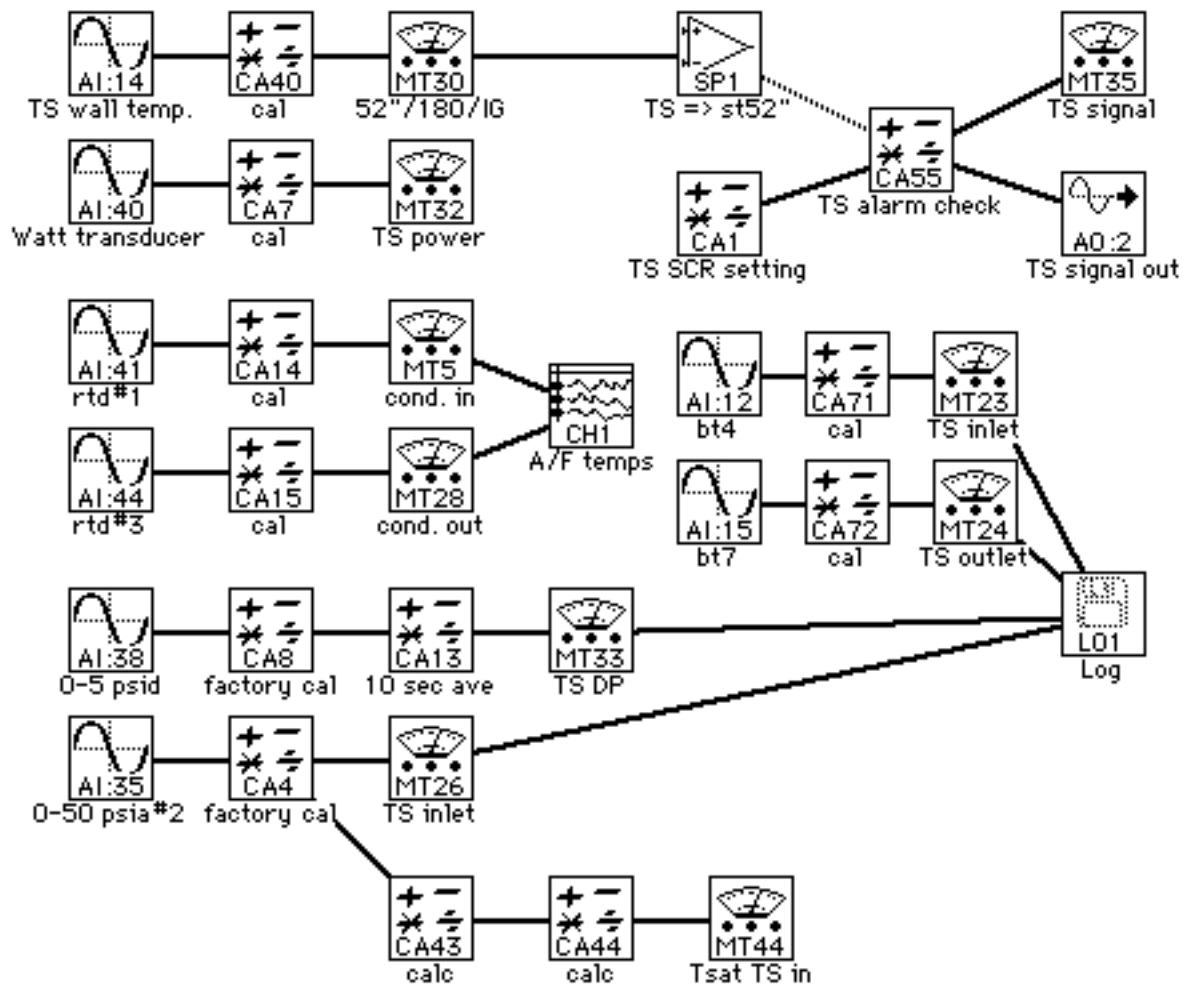 AI:14
TS wall temp.
CA40
cal
MT30
52"/180/IG
SP1
TS => st52"
MT35
TS signal
AI:40
Watt transducer
CA7
cal
MT32
TS power
CA55
TS alarm check
CA1
TS SCR setting
AO:2
TS signal out
AI:41
rtd#1
CA14
cal
MT5
cond. in
CH1
A/F temps
AI:44
rtd#3
CA15
cal
MT28
cond. out
AI:12
bt4
CA71
cal
MT23
TS inlet
AI:15
bt7
CA72
cal
MT24
TS outlet
LO1
Log
AI:38
0-5 psid
CA8
factory cal
CA13
10 sec ave
MT33
TS DP
AI:35
0-50 psia#2
CA4
factory cal
MT26
TS inlet
CA43
calc
CA44
calc
MT44
Tsat TS in